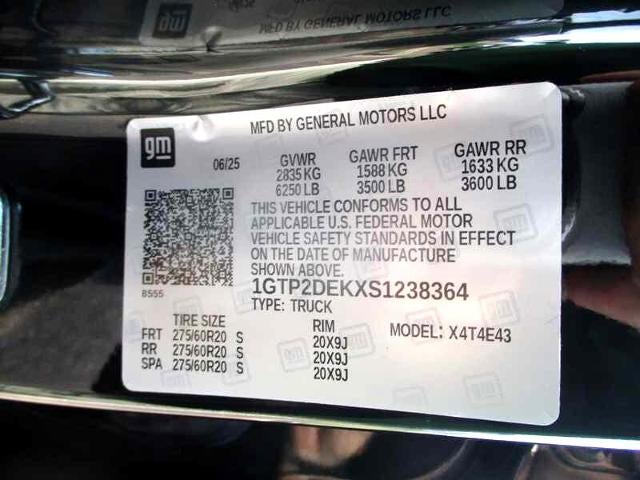 MFD BY GENERAL MOTORS LLC
gm
06/25
GVWR GAWR FRT GAWR RR
2835 KG 1588 KG 1633 KG
6250 LB 3500 LB 3600 LB
THIS VEHICLE CONFORMS TO ALL
APPLICABLE U.S. FEDERAL MOTOR
VEHICLE SAFETY STANDARDS IN EFFECT
ON THE DATE OF MANUFACTURE
SHOWN ABOVE.
8555
1GTP2DEKXS1238364
TYPE: TRUCK
TIRE SIZE RIM MODEL: X4T4E43
FRT 275/60R20 S 20X9J
RR 275/60R20 S 20X9J
SPA 275/60R20 S 20X9J